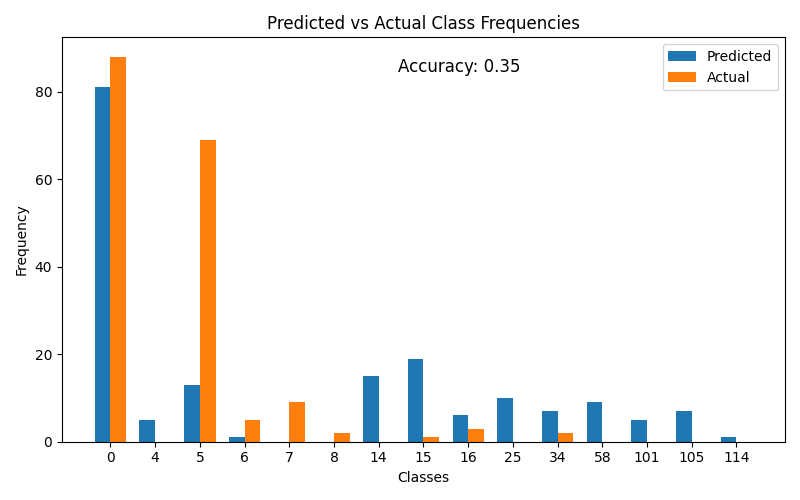 Predicted vs Actual Class Frequencies
Accuracy: 0.35
Predicted
Actual
Frequency
80
60
40
20
0
0 4 5 6 7 8 14 15 16 25 34 58 101 105 114
Classes